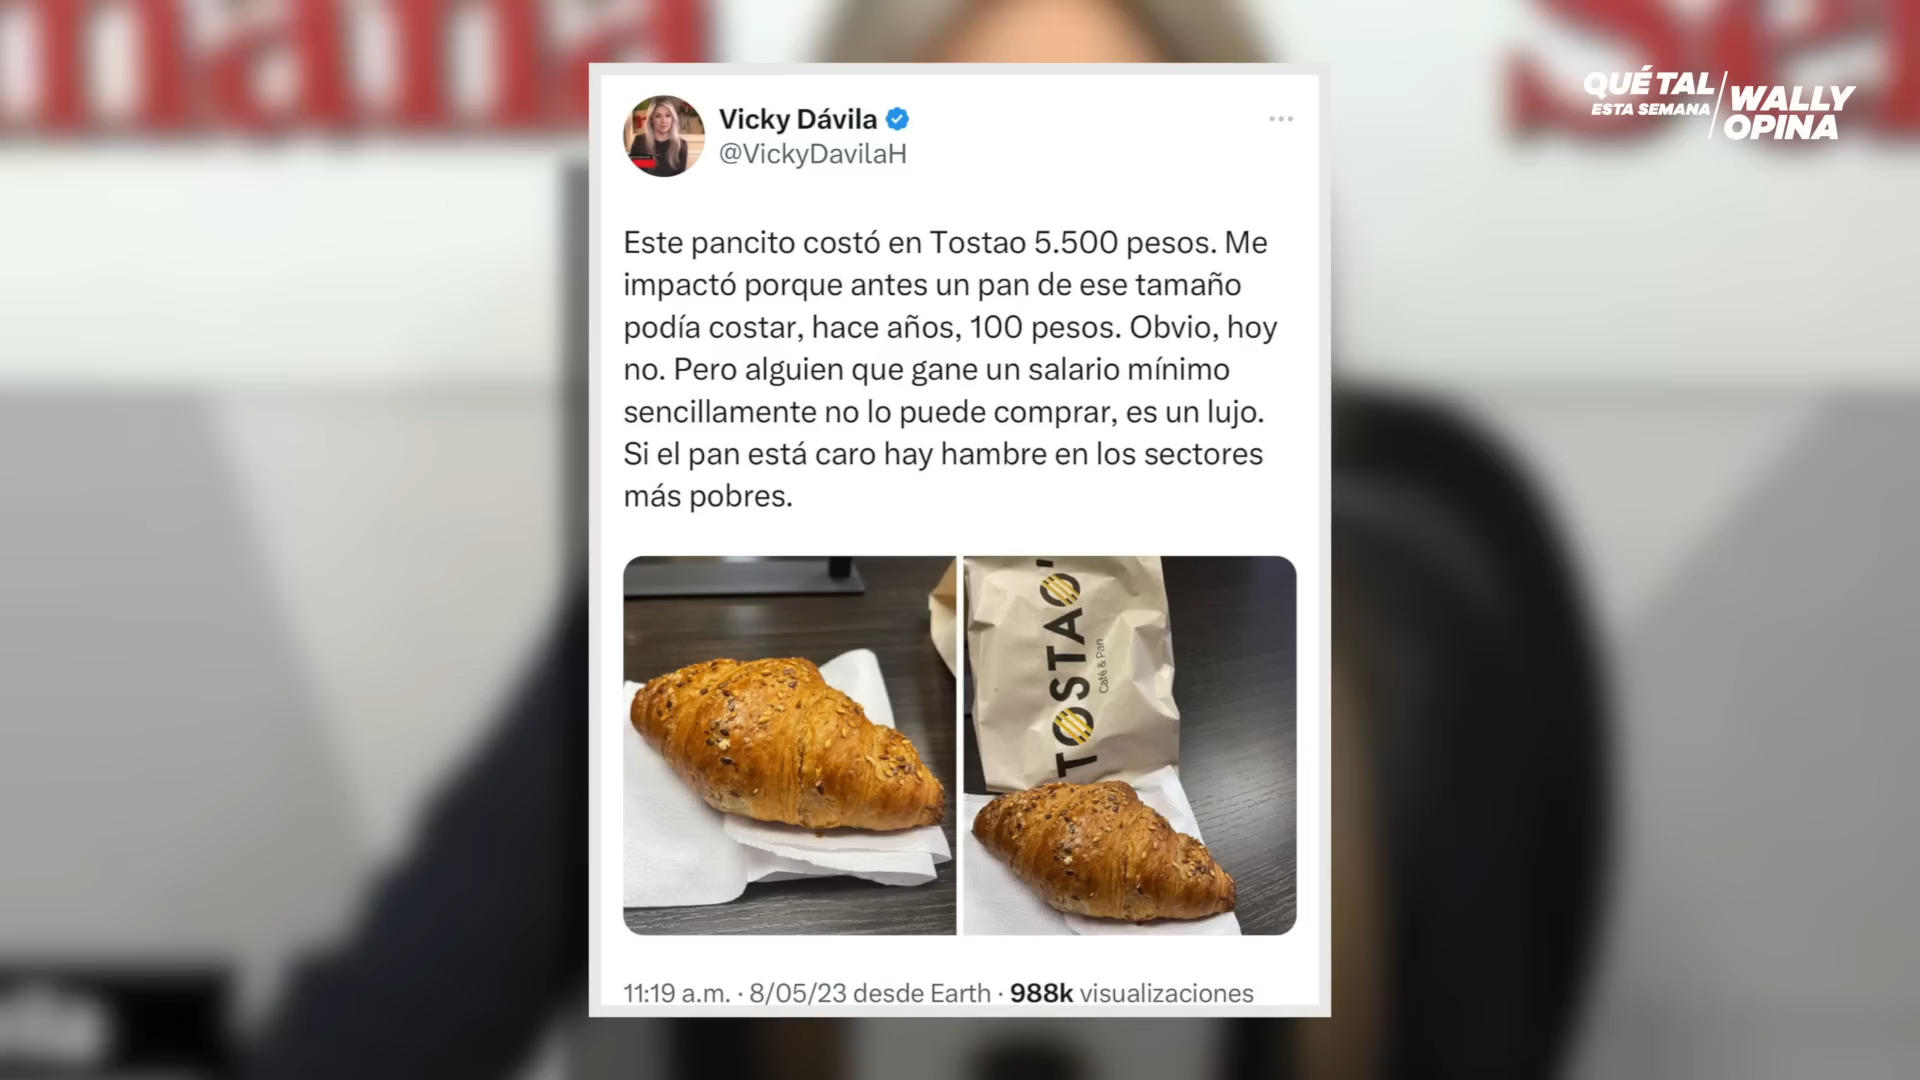 QUÉ TAL
ESTA SEMANA
WALLY
OPINA
Vicky Dávila
@VickyDavilaH
Este pancito costó en Tostao 5.500 pesos. Me
impactó porque antes un pan de ese tamaño
podía costar, hace años, 100 pesos. Obvio, hoy
no. Pero alguien que gane un salario mínimo
sencillamente no lo puede comprar, es un lujo.
Si el pan está caro hay hambre en los sectores
más pobres.
TOSTAO'
Café & Pan
11:19 a.m. · 8/05/23 desde Earth · 988k visualizaciones